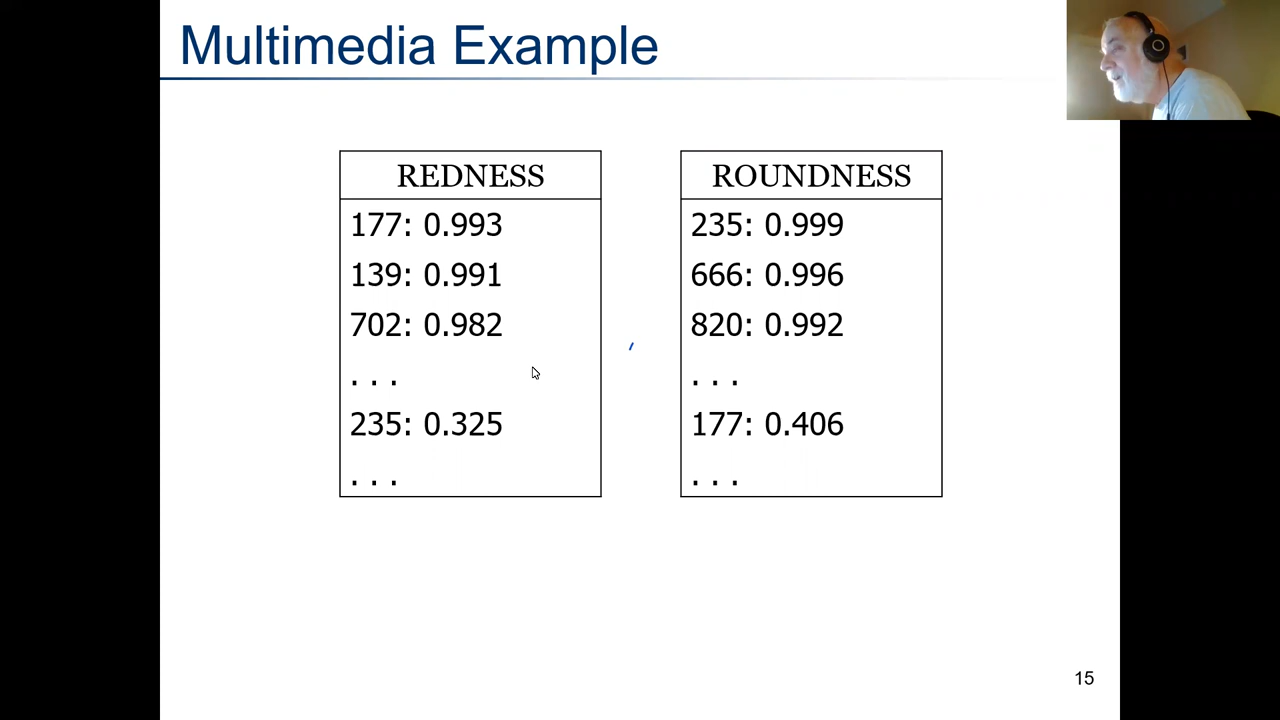 Multimedia Example
REDNESS
177: 0.993
139: 0.991
702: 0.982
. . .
235: 0.325
. . .
ROUNDNESS
235: 0.999
666: 0.996
820: 0.992
. . .
177: 0.406
. . .
15